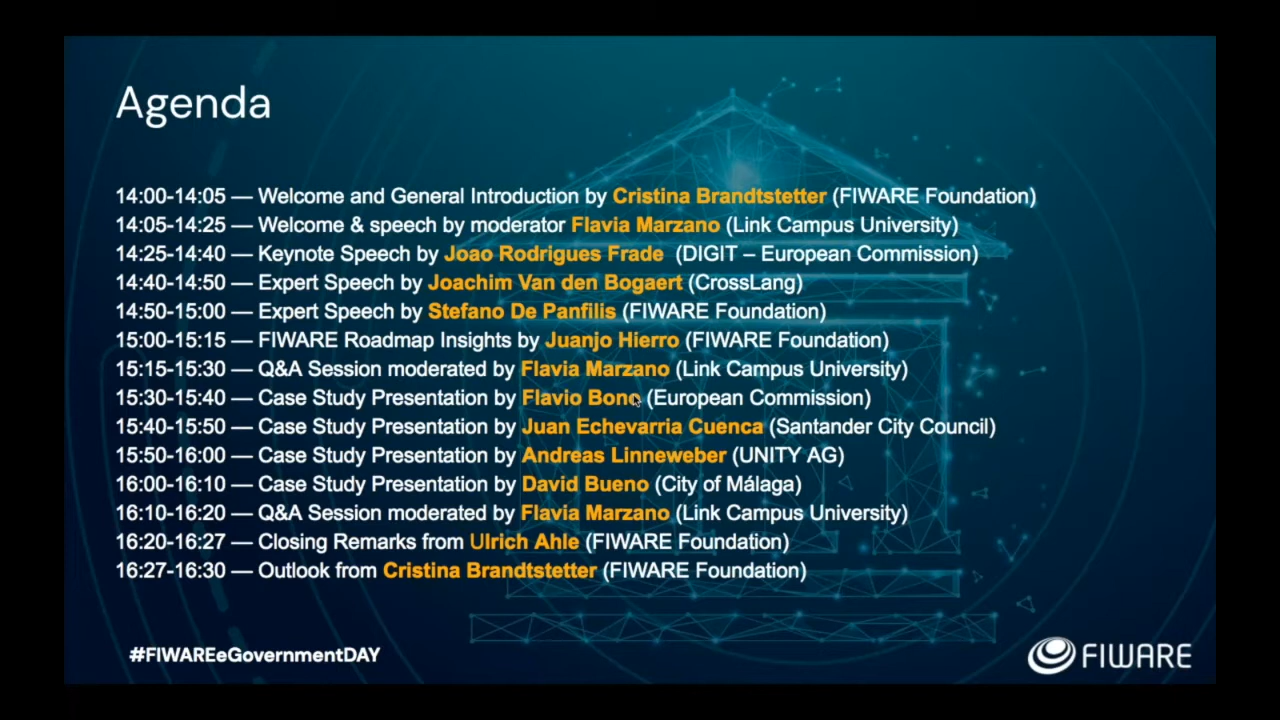 Agenda
14:00-14:05 — Welcome and General Introduction by Cristina Brandtstetter (FIWARE Foundation)
14:05-14:25 — Welcome & speech by moderator Flavia Marzano (Link Campus University)
14:25-14:40 — Keynote Speech by Joao Rodrigues Frade (DIGIT – European Commission)
14:40-14:50 — Expert Speech by Joachim Van den Bogaert (CrossLang)
14:50-15:00 — Expert Speech by Stefano De Panfilis (FIWARE Foundation)
15:00-15:15 — FIWARE Roadmap Insights by Juanjo Hierro (FIWARE Foundation)
15:15-15:30 — Q&A Session moderated by Flavia Marzano (Link Campus University)
15:30-15:40 — Case Study Presentation by Flavio Bono (European Commission)
15:40-15:50 — Case Study Presentation by Juan Echevarria Cuenca (Santander City Council)
15:50-16:00 — Case Study Presentation by Andreas Linneweber (UNITY AG)
16:00-16:10 — Case Study Presentation by David Bueno (City of Málaga)
16:10-16:20 — Q&A Session moderated by Flavia Marzano (Link Campus University)
16:20-16:27 — Closing Remarks from Ulrich Ahle (FIWARE Foundation)
16:27-16:30 — Outlook from Cristina Brandtstetter (FIWARE Foundation)
#FIWAREeGovernmentDAY
FIWARE